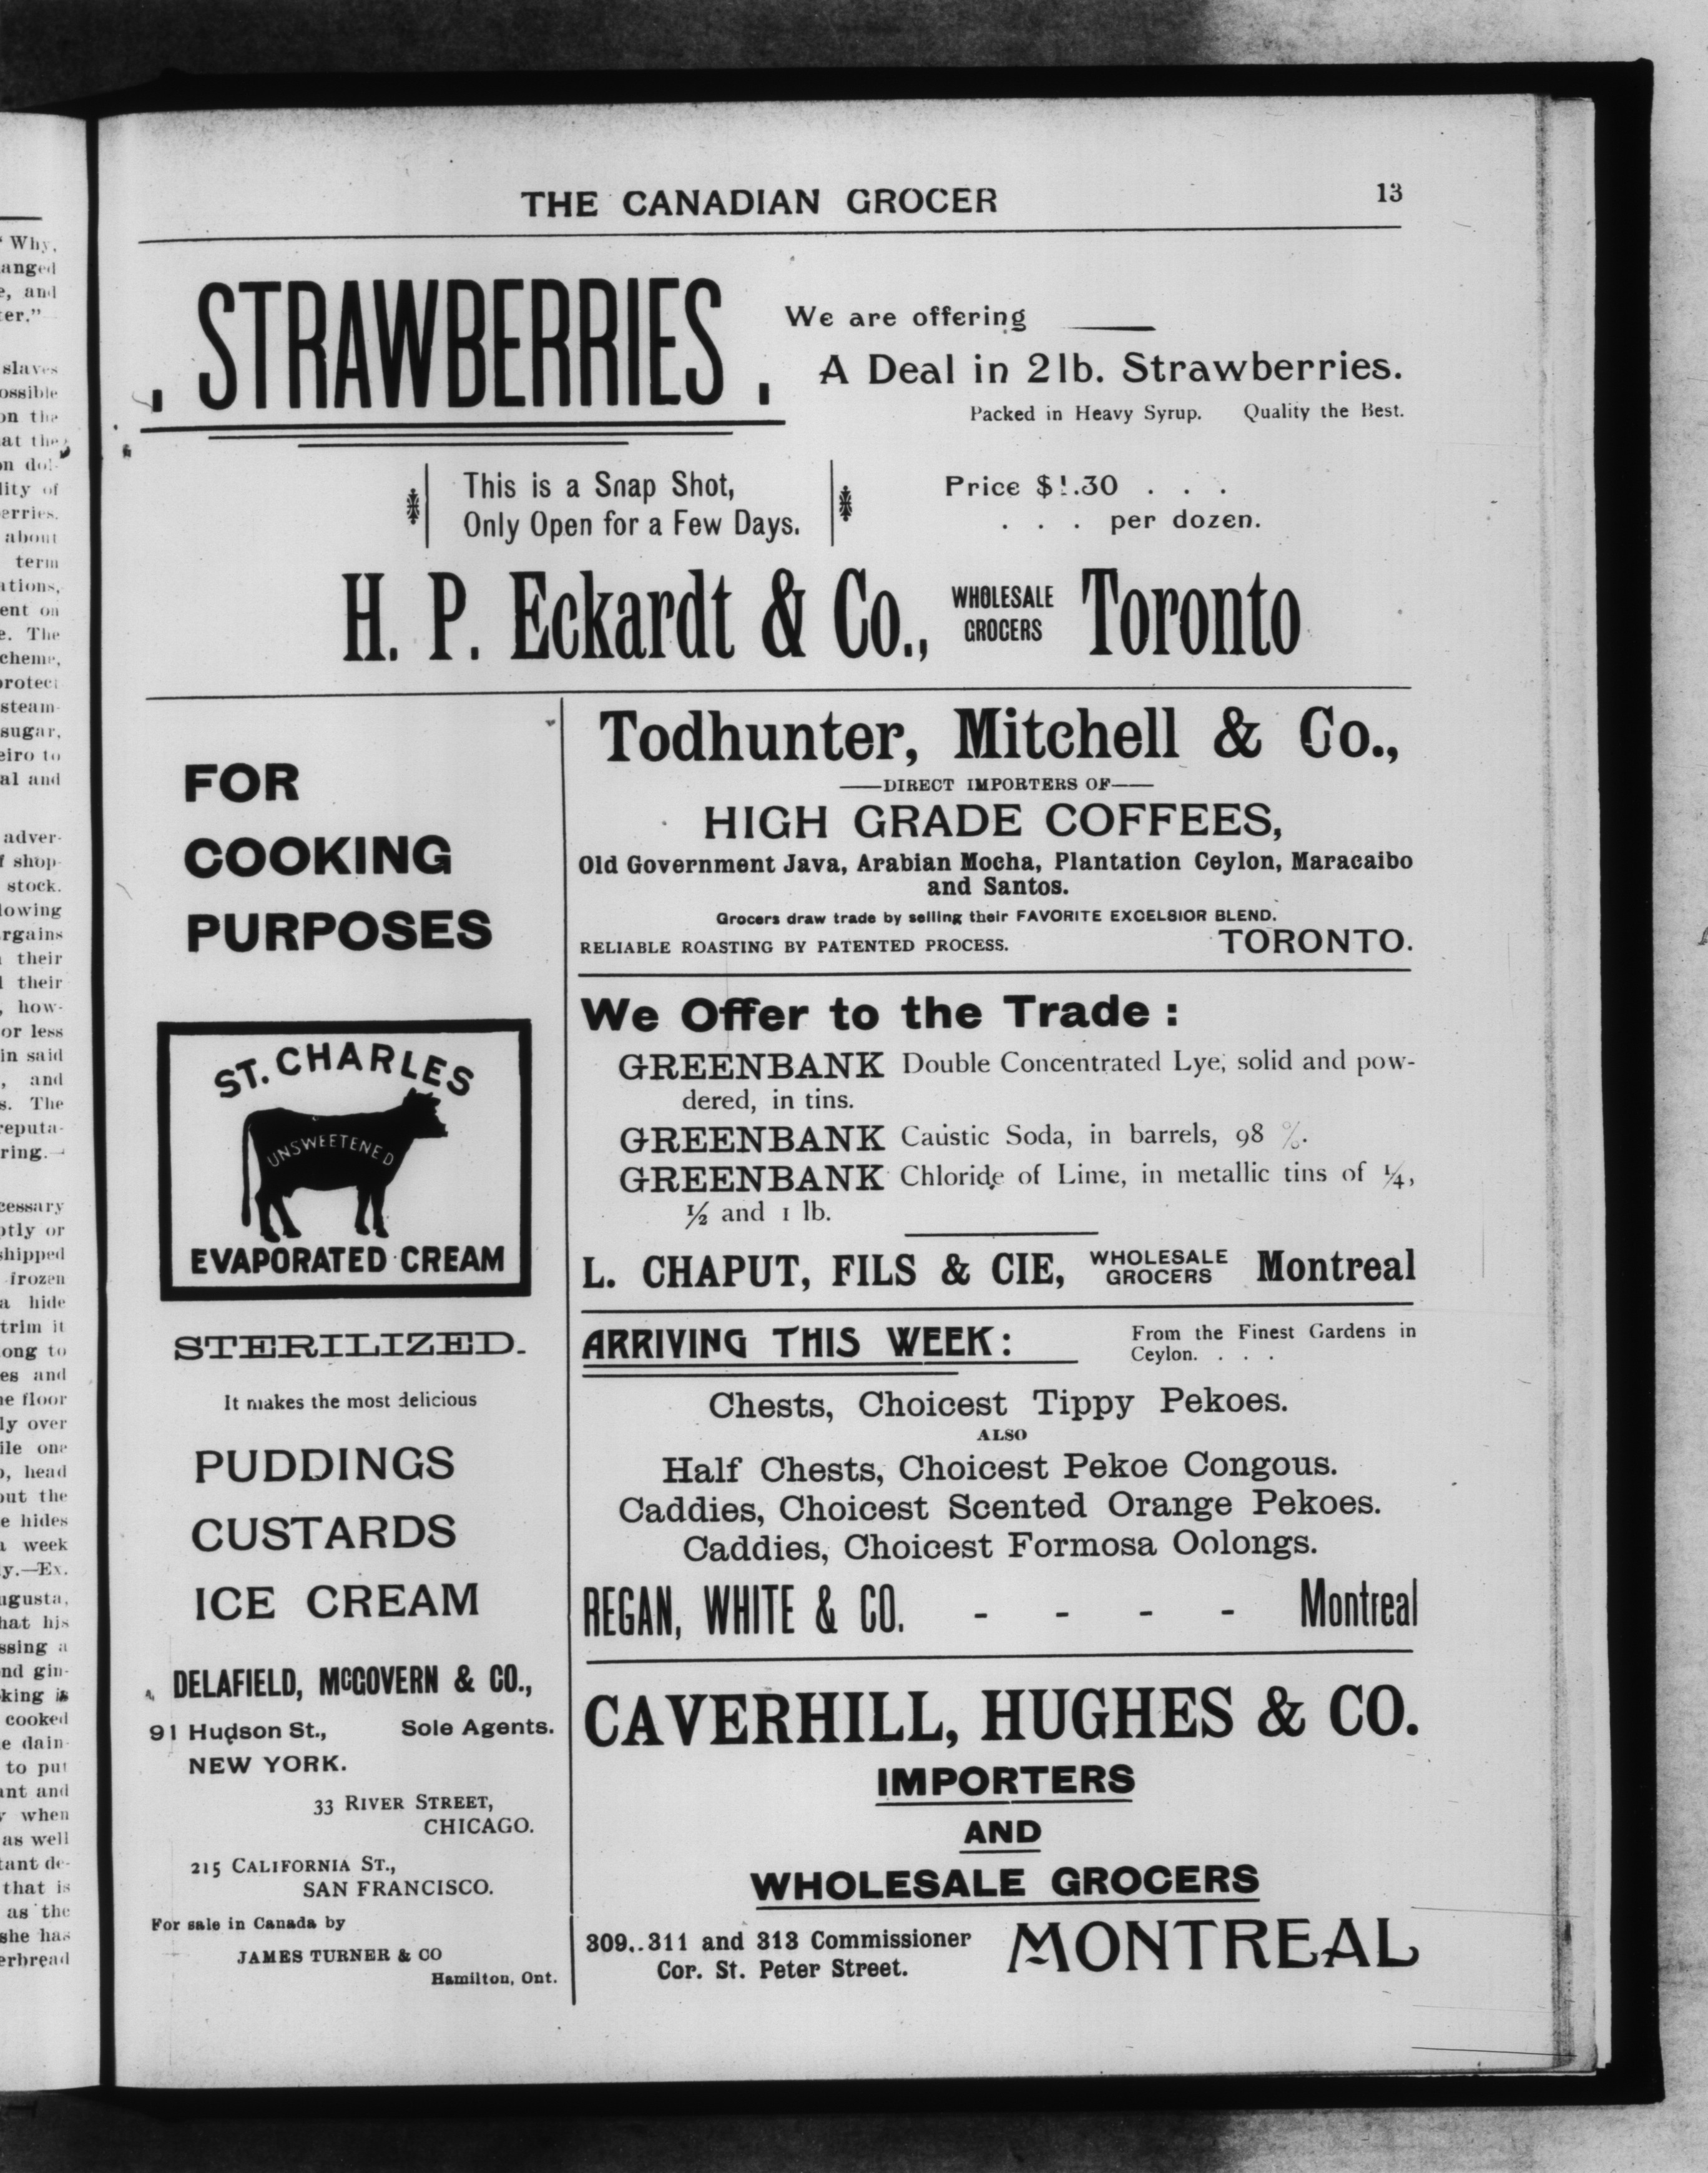 THE CANADIAN GROCER 13
. STRAWBERRIES .
We are offering
A Deal in 2lb. Strawberries.
Packed in Heavy Syrup. Quality the Best.
This is a Snap Shot,
Only Open for a Few Days.
Price $1.30 . . .
. . . per dozen.
H. P. Eckardt & Co., WHOLESALE GROCERS Toronto
FOR
COOKING
PURPOSES
ST. CHARLES
UNSWEETENED
EVAPORATED CREAM
STERILIZED.
It makes the most delicious
PUDDINGS
CUSTARDS
ICE CREAM
DELAFIELD, McGOVERN & CO.,
91 Hudson St., Sole Agents.
NEW YORK.
33 RIVER STREET,
CHICAGO.
215 CALIFORNIA ST.,
SAN FRANCISCO.
For sale in Canada by
JAMES TURNER & CO
Hamilton, Ont.
Todhunter, Mitchell & Co.,
DIRECT IMPORTERS OF
HIGH GRADE COFFEES,
Old Government Java, Arabian Mocha, Plantation Ceylon, Maracaibo
and Santos.
Grocers draw trade by selling their FAVORITE EXCELSIOR BLEND.
RELIABLE ROASTING BY PATENTED PROCESS. TORONTO.
We Offer to the Trade :
GREENBANK Double Concentrated Lye, solid and pow-
dered, in tins.
GREENBANK Caustic Soda, in barrels, 98 %.
GREENBANK Chloride of Lime, in metallic tins of ¼,
½ and 1 lb.
L. CHAPUT, FILS & CIE, WHOLESALE GROCERS Montreal
ARRIVING THIS WEEK:
From the Finest Gardens in
Ceylon. . . .
Chests, Choicest Tippy Pekoes.
ALSO
Half Chests, Choicest Pekoe Congous.
Caddies, Choicest Scented Orange Pekoes.
Caddies, Choicest Formosa Oolongs.
REGAN, WHITE & CO. - - - - Montreal
CAVERHILL, HUGHES & CO.
IMPORTERS
AND
WHOLESALE GROCERS
309..311 and 313 Commissioner
Cor. St. Peter Street.
MONTREAL